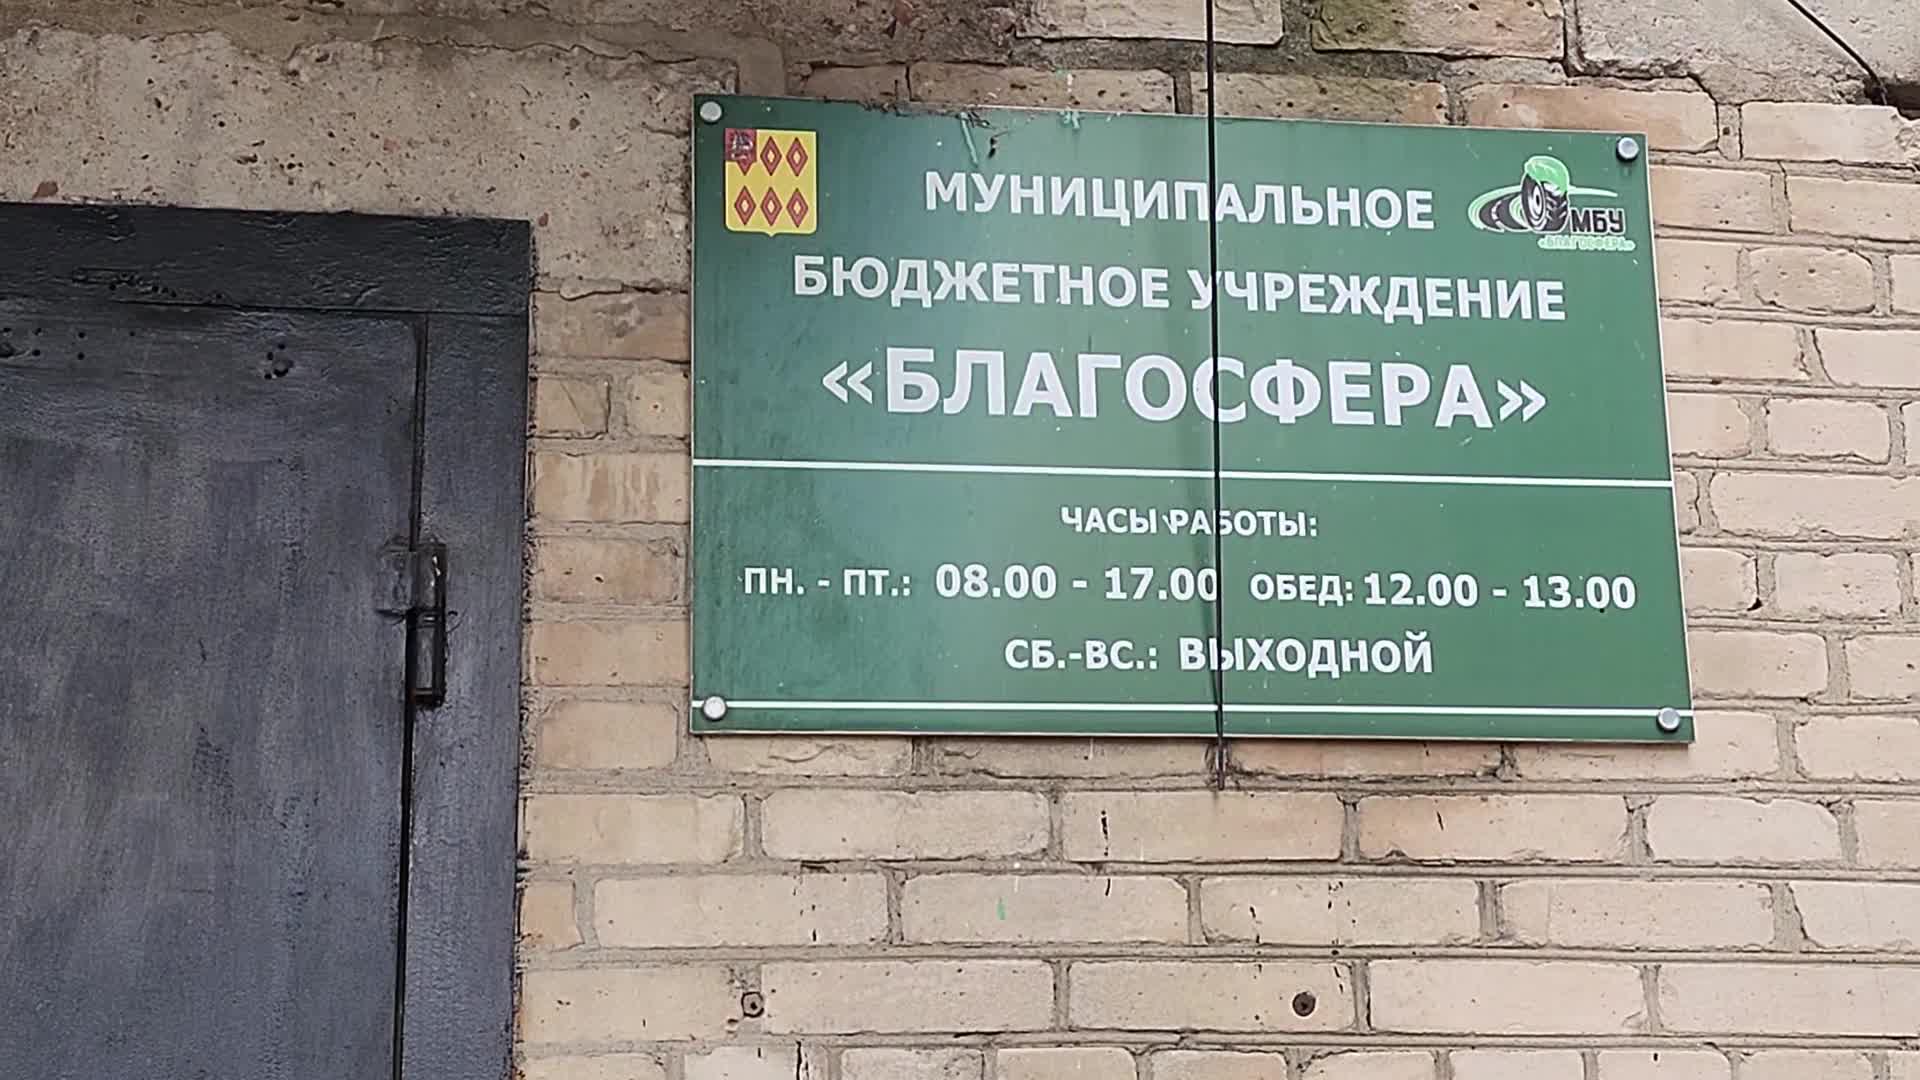 МУНИЦИПАЛЬНОЕ
МБУ
«БЛАГОСФЕРА»
БЮДЖЕТНОЕ УЧРЕЖДЕНИЕ
«БЛАГОСФЕРА»
ЧАСЫ РАБОТЫ:
ПН. - ПТ.: 08.00 - 17.00 ОБЕД: 12.00 - 13.00
СБ.-ВС.: ВЫХОДНОЙ